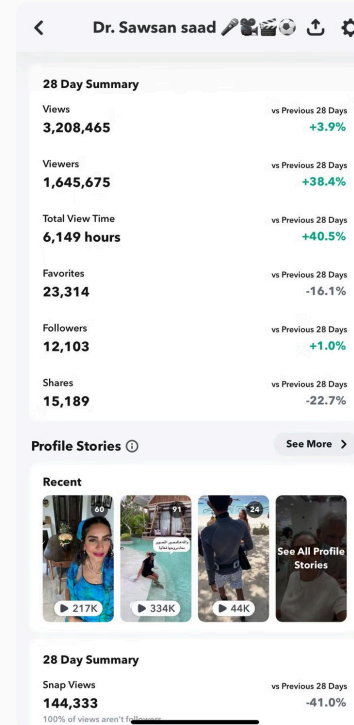 Dr. Sawsan saad 🎤🎥🎬⚽
28 Day Summary
Views
vs Previous 28 Days
3,208,465
+3.9%
Viewers
vs Previous 28 Days
1,645,675
+38.4%
Total View Time
vs Previous 28 Days
6,149 hours
+40.5%
Favorites
vs Previous 28 Days
23,314
-16.1%
Followers
vs Previous 28 Days
12,103
+1.0%
Shares
vs Previous 28 Days
15,189
-22.7%
Profile Stories
See More
Recent
60
91
24
See All Profile
Stories
217K
334K
44K
28 Day Summary
Snap Views
vs Previous 28 Days
144,333
-41.0%
100% of views aren't followers